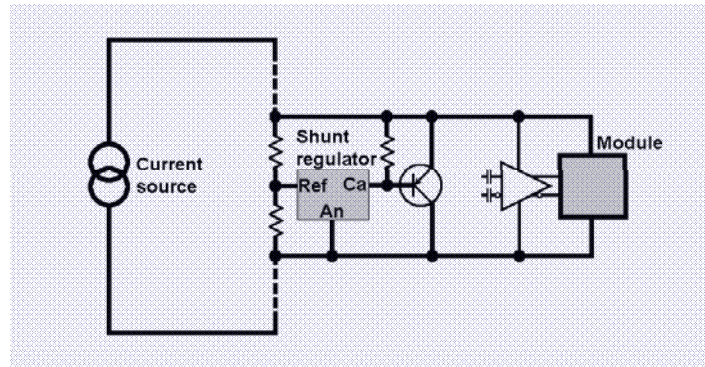 Current
source
Shunt
regulator
Ref Ca
An
Module